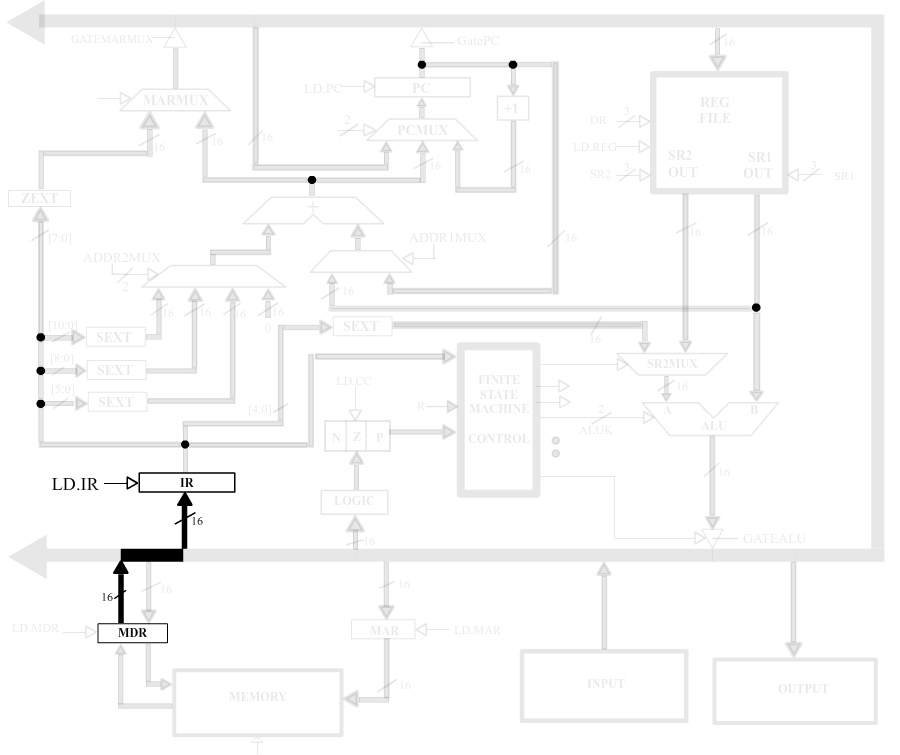 GATEMARMUX
GatePC
16
MARMUX
LD.PC
PC
+1
2
PCMUX
16
16
16
16
16
REG
FILE
DR
3
LD.REG
SR2
3
SR2
OUT
SR1
OUT
3
SR1
ZEXT
+
[7:0]
16
16
16
ADDR2MUX
2
ADDR1MUX
16
16
16
16
16
0
[10:0]
SEXT
[8:0]
SEXT
[5:0]
SEXT
[4:0]
SEXT
16
SR2MUX
16
LD.CC
N Z P
R
FINITE
STATE
MACHINE
CONTROL
2
ALUK
A
B
ALU
LD.IR
IR
LOGIC
16
16
16
GATEALU
16
16
16
LD.MDR
MDR
MAR
LD.MAR
16
MEMORY
INPUT
OUTPUT